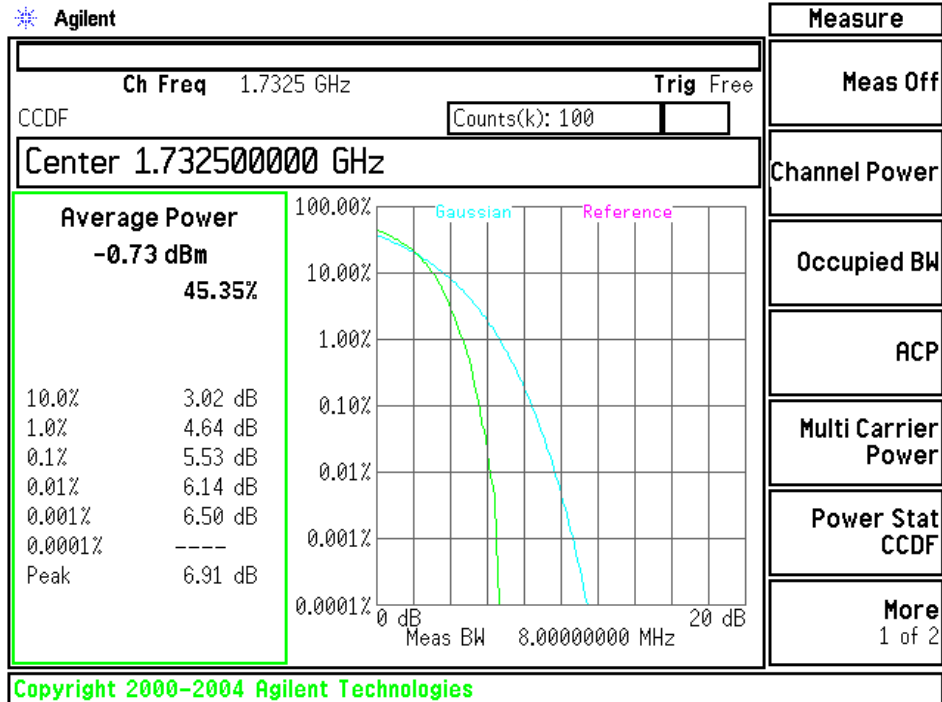 Agilent
Measure
Ch Freq 1.7325 GHz Trig Free
Meas Off
CCDF Counts(k): 100
Center 1.732500000 GHz
Channel Power
Average Power
-0.73 dBm
45.35%
10.0% 3.02 dB
1.0% 4.64 dB
0.1% 5.53 dB
0.01% 6.14 dB
0.001% 6.50 dB
0.0001% ----
Peak 6.91 dB
Gaussian Reference
100.00%
10.00%
1.00%
0.10%
0.01%
0.001%
0.0001%
0 dB 20 dB
Meas BW 8.00000000 MHz
Occupied BW
ACP
Multi Carrier
Power
Power Stat
CCDF
More
1 of 2
Copyright 2000-2004 Agilent Technologies